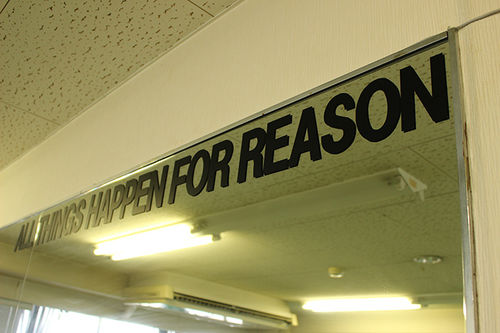 ALL THINGS HAPPEN FOR REASON